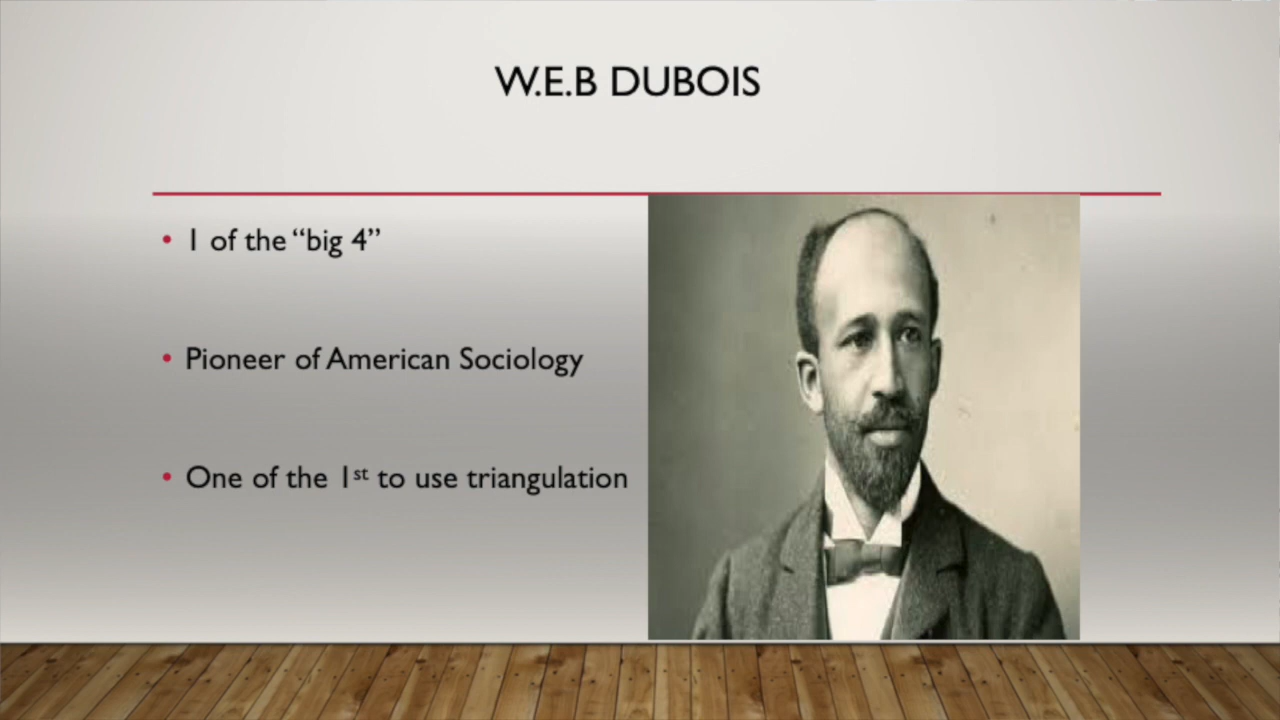 W.E.B DUBOIS
• 1 of the “big 4”
• Pioneer of American Sociology
• One of the 1st to use triangulation